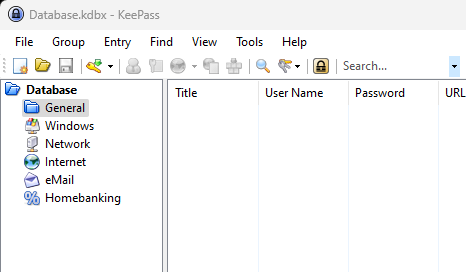 Database.kdbx - KeePass
File Group Entry Find View Tools Help
Search...
Database
General
Windows
Network
Internet
eMail
Homebanking
Title User Name Password URL